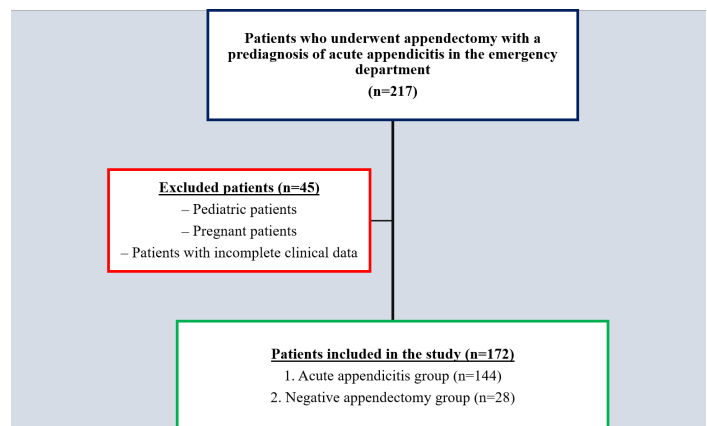 Patients who underwent appendectomy with a
prediagnosis of acute appendicitis in the emergency
department
(n=217)
Excluded patients (n=45)
– Pediatric patients
– Pregnant patients
– Patients with incomplete clinical data
Patients included in the study (n=172)
1. Acute appendicitis group (n=144)
2. Negative appendectomy group (n=28)